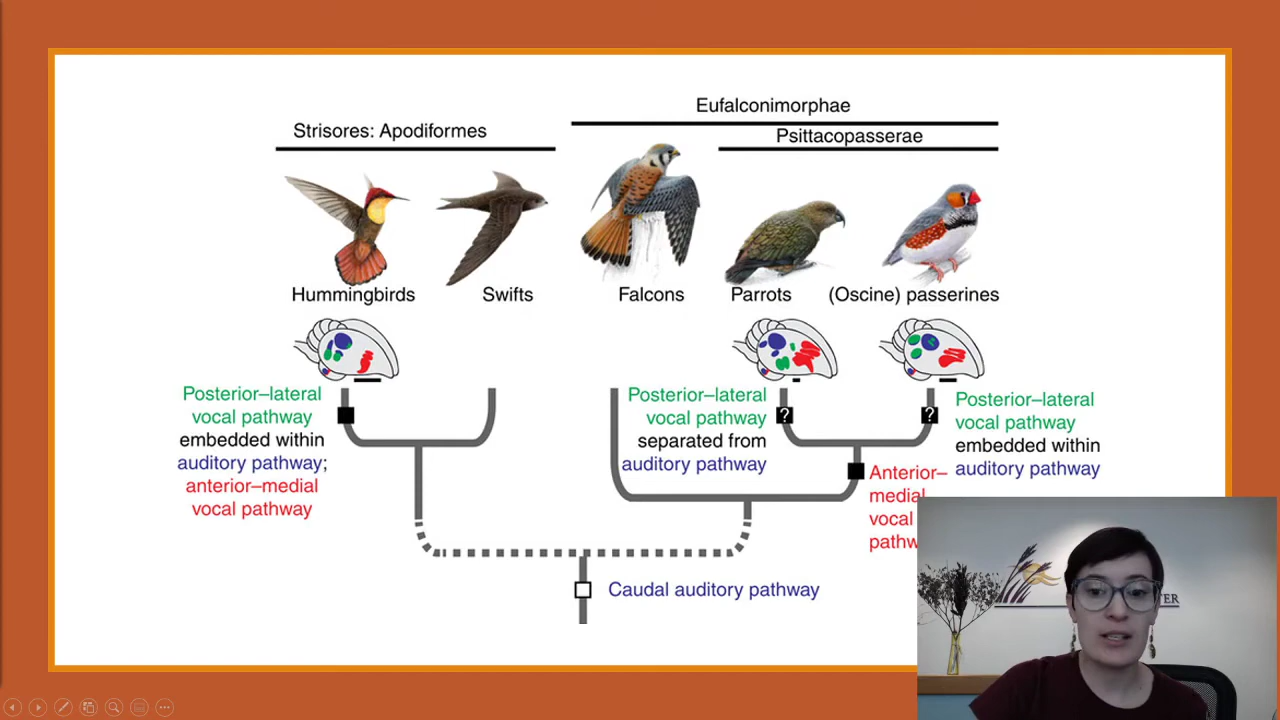 Eufalconimorphae
Strisores: Apodiformes
Psittacopasserae
Hummingbirds
Swifts
Falcons
Parrots
(Oscine) passerines
Posterior–lateral
vocal pathway
embedded within
auditory pathway;
anterior–medial
vocal pathway
Posterior–lateral
vocal pathway
separated from
auditory pathway
?
?
Posterior–lateral
vocal pathway
embedded within
auditory pathway
Anterior–
medial
vocal
Caudal auditory pathway